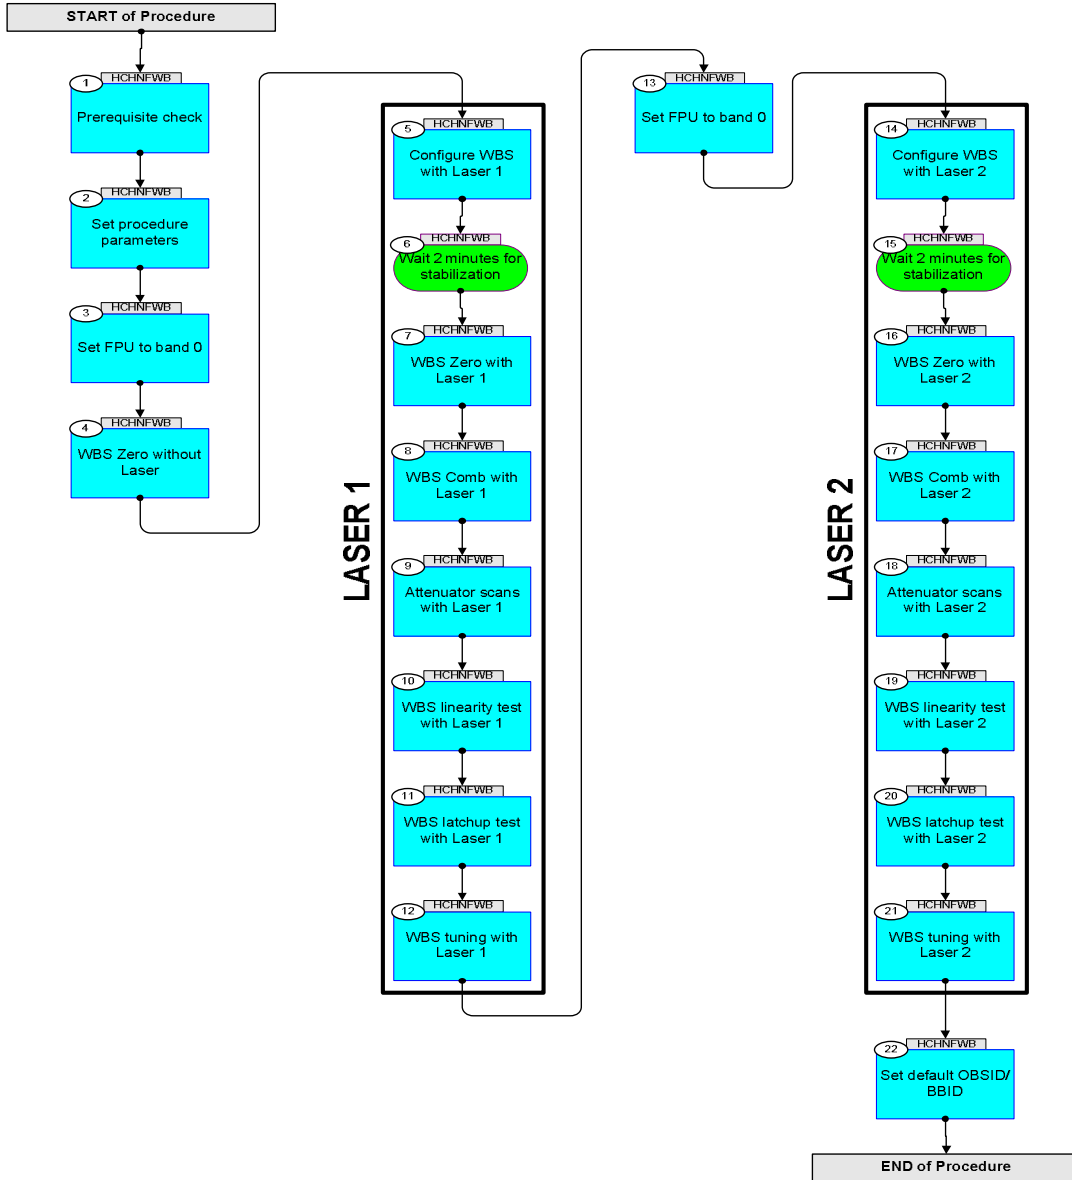 START of Procedure
HCHNFWB
1
Prerequisite check
HCHNFWB
2
Set procedure
parameters
HCHNFWB
3
Set FPU to band 0
HCHNFWB
4
WBS Zero without
Laser
LASER 1
HCHNFWB
5
Configure WBS
with Laser 1
HCHNFWB
6
Wait 2 minutes for
stabilization
HCHNFWB
7
WBS Zero with
Laser 1
HCHNFWB
8
WBS Comb with
Laser 1
HCHNFWB
9
Attenuator scans
with Laser 1
HCHNFWB
10
WBS linearity test
with Laser 1
HCHNFWB
11
WBS latchup test
with Laser 1
HCHNFWB
12
WBS tuning with
Laser 1
HCHNFWB
13
Set FPU to band 0
LASER 2
HCHNFWB
14
Configure WBS
with Laser 2
HCHNFWB
15
Wait 2 minutes for
stabilization
HCHNFWB
16
WBS Zero with
Laser 2
HCHNFWB
17
WBS Comb with
Laser 2
HCHNFWB
18
Attenuator scans
with Laser 2
HCHNFWB
19
WBS linearity test
with Laser 2
HCHNFWB
20
WBS latchup test
with Laser 2
HCHNFWB
21
WBS tuning with
Laser 2
HCHNFWB
22
Set default OBSID/
BBID
END of Procedure